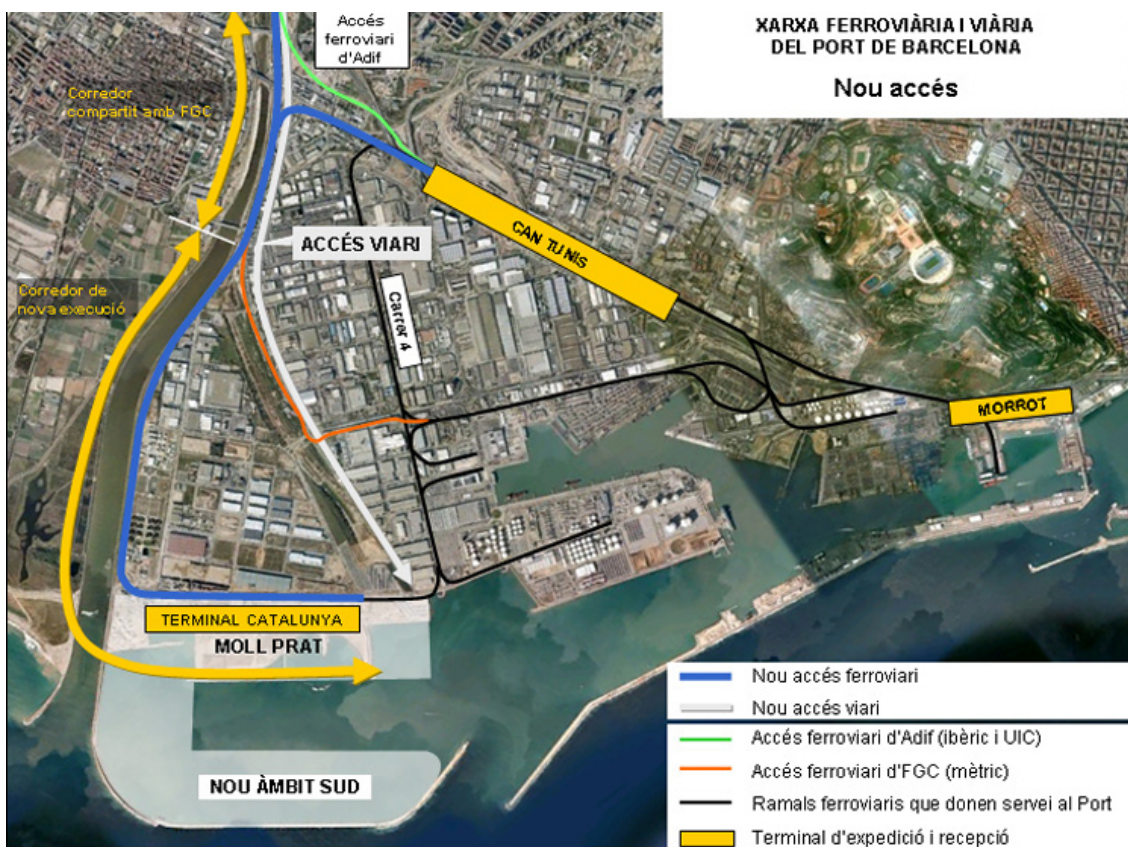 XARXA FERROVIÀRIA I VIÀRIA
DEL PORT DE BARCELONA
Nou accés
Accés
ferroviari
d'Adif
Corredor
compartit amb FGC
ACCÉS VIARI
CAN TUNIS
Corredor de
nova execució
Carrer 4
MORROT
TERMINAL CATALUNYA
MOLL PRAT
NOU ÀMBIT SUD
Nou accés ferroviari
Nou accés viari
Accés ferroviari d'Adif (ibèric i UIC)
Accés ferroviari d'FGC (mètric)
Ramals ferroviaris que donen servei al Port
Terminal d'expedició i recepció